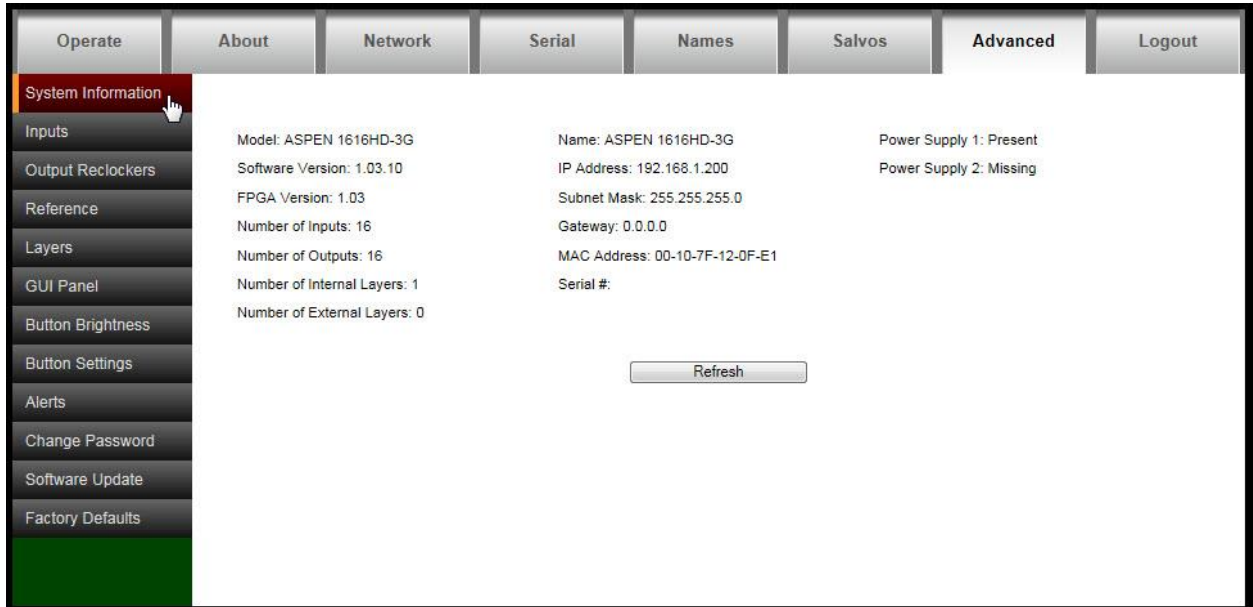 Operate
About
Network
Serial
Names
Salvos
Advanced
Logout
System Information
Inputs
Output Reclockers
Reference
Layers
GUI Panel
Button Brightness
Button Settings
Alerts
Change Password
Software Update
Factory Defaults
Model: ASPEN 1616HD-3G
Software Version: 1.03.10
FPGA Version: 1.03
Number of Inputs: 16
Number of Outputs: 16
Number of Internal Layers: 1
Number of External Layers: 0
Name: ASPEN 1616HD-3G
IP Address: 192.168.1.200
Subnet Mask: 255.255.255.0
Gateway: 0.0.0.0
MAC Address: 00-10-7F-12-0F-E1
Serial #:
Power Supply 1: Present
Power Supply 2: Missing
Refresh